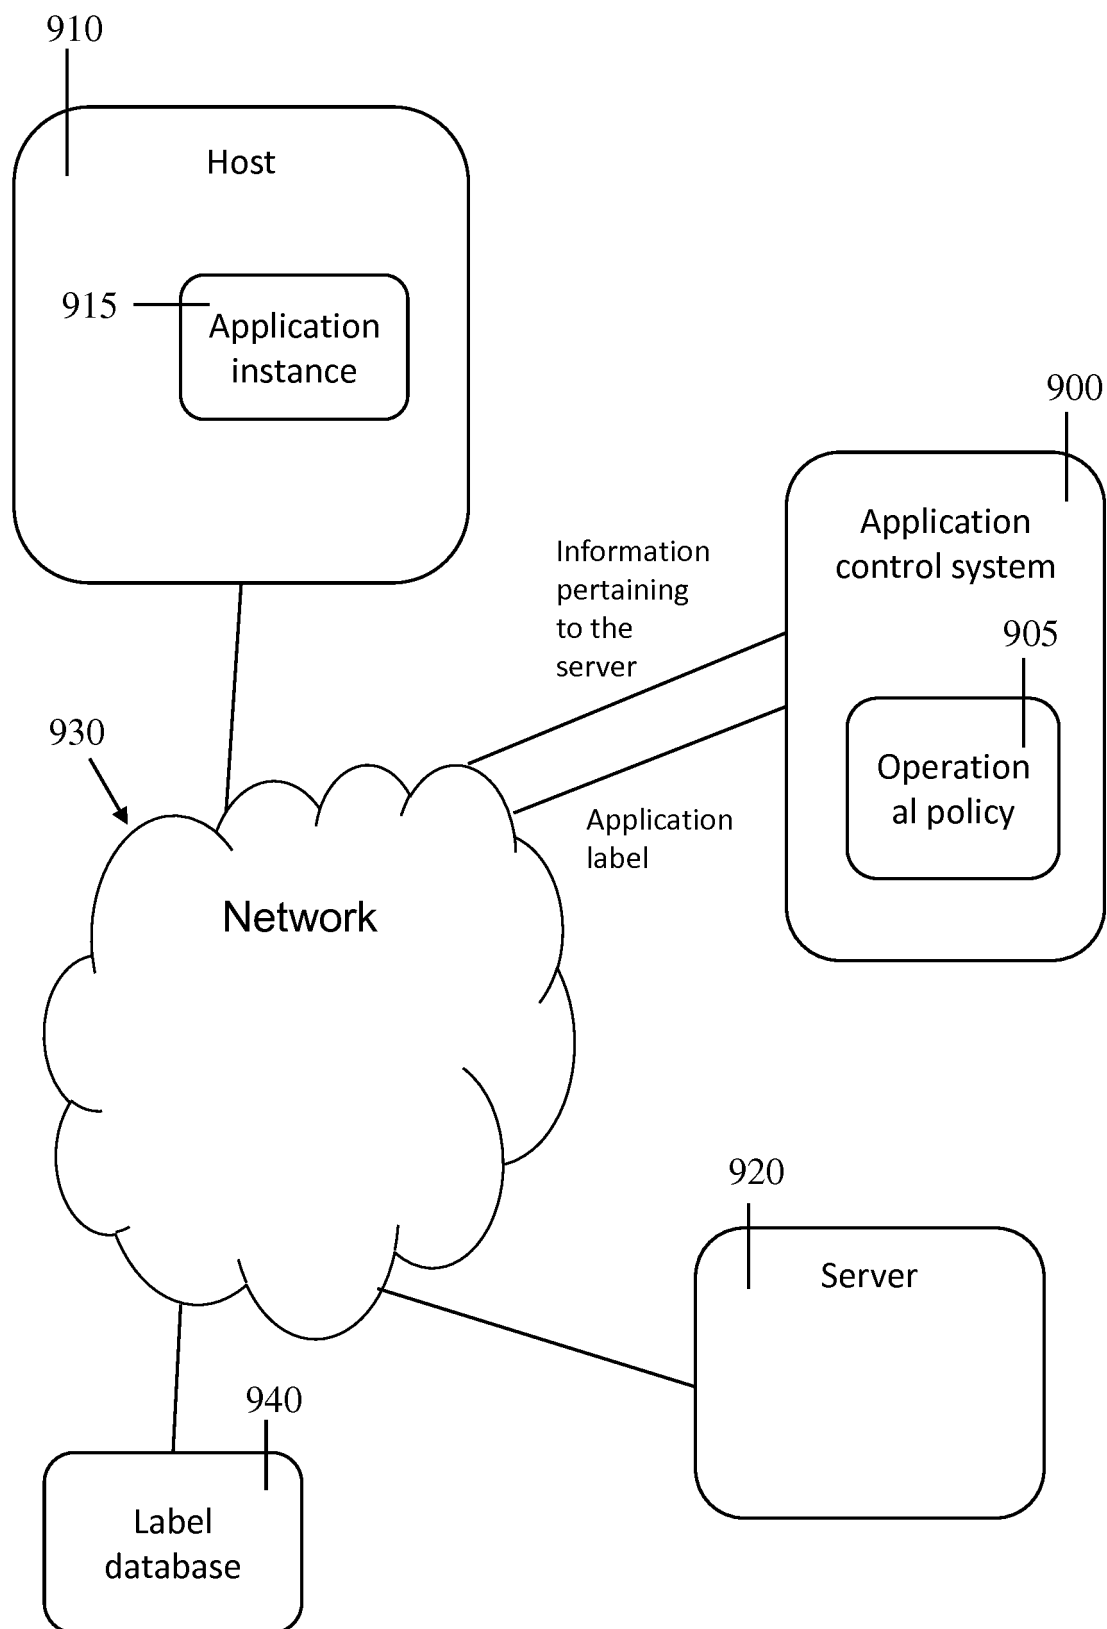 910
Host
915
Application
instance
900
Application
control system
Information
pertaining
to the
server
905
930
Operation
al policy
Application
label
Network
920
Server
940
Label
database